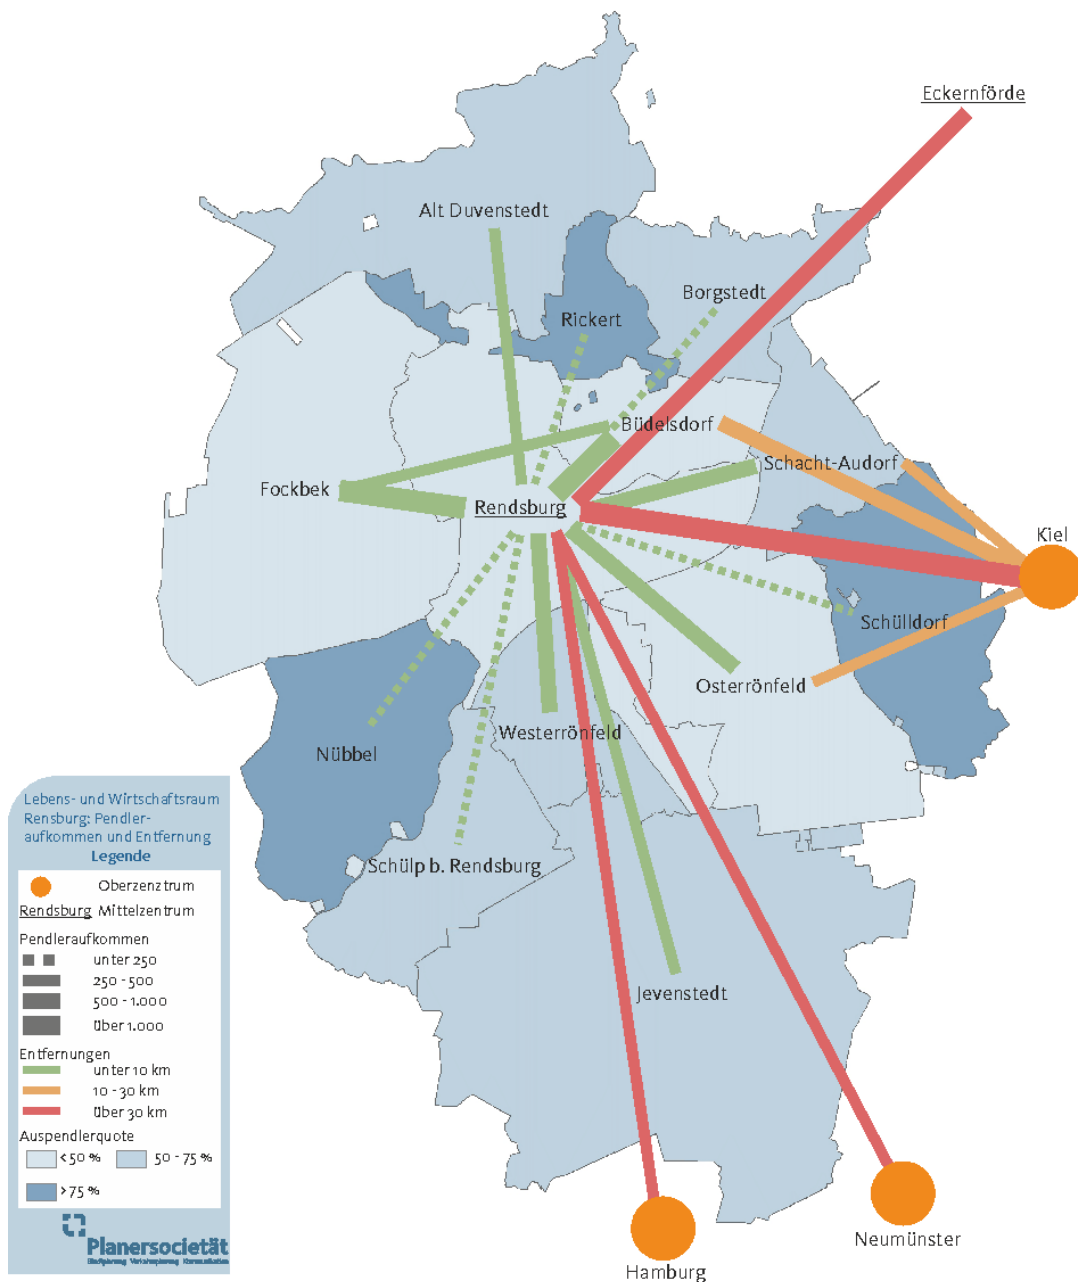 Eckernförde
Alt Duvenstedt
Borgstedt
Rickert
Büdelsdorf
Schacht-Audorf
Fockbek
Rendsburg
Kiel
Schülldorf
Osterrönfeld
Westerrönfeld
Nübbel
Schülp b. Rendsburg
Jevenstedt
Neumünster
Hamburg
Lebens- und Wirtschaftsraum
Rensburg: Pendler-
aufkommen und Entfernung
Legende
Oberzenztrum
Rendsburg Mittelzentrum
Pendleraufkommen
unter 250
250 - 500
500 - 1.000
über 1.000
Entfernungen
unter 10 km
10 - 30 km
über 30 km
Auspendlerquote
< 50 % 50 - 75 %
> 75 %
Planersocietät
Stadtplanung Verkehrsplanung Kommunikation